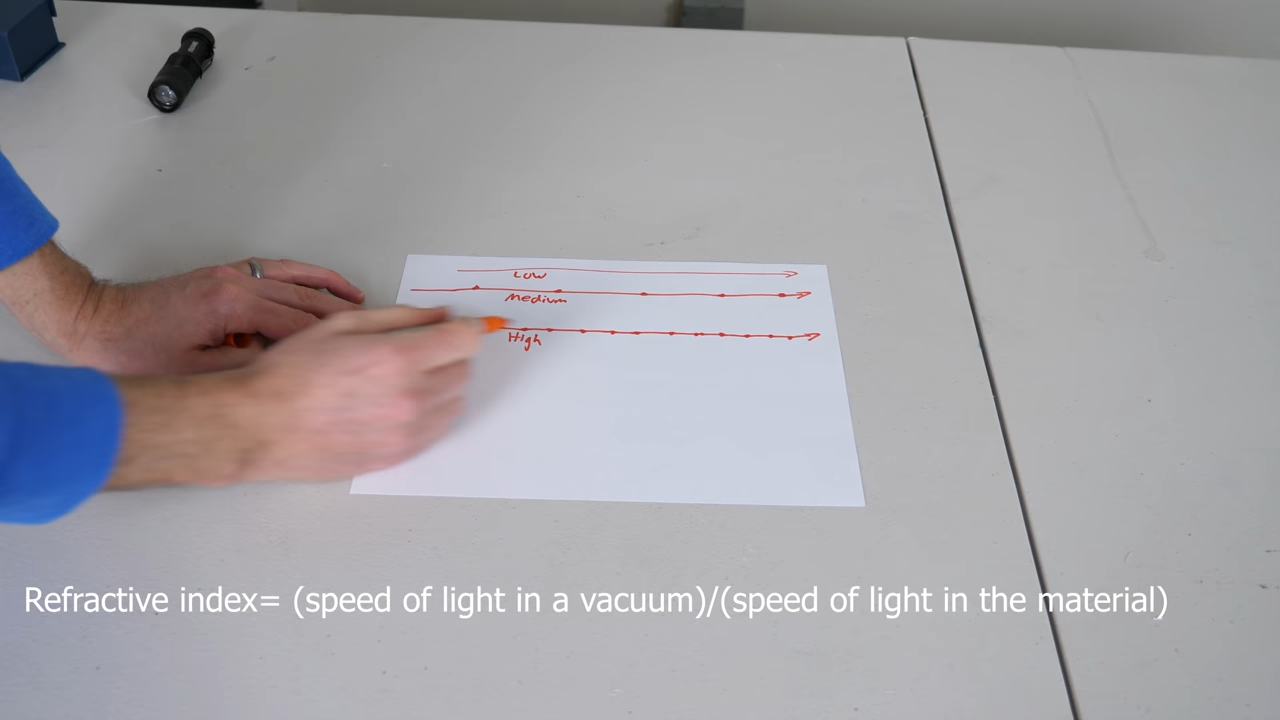 Low
Medium
High
Refractive index= (speed of light in a vacuum)/(speed of light in the material)